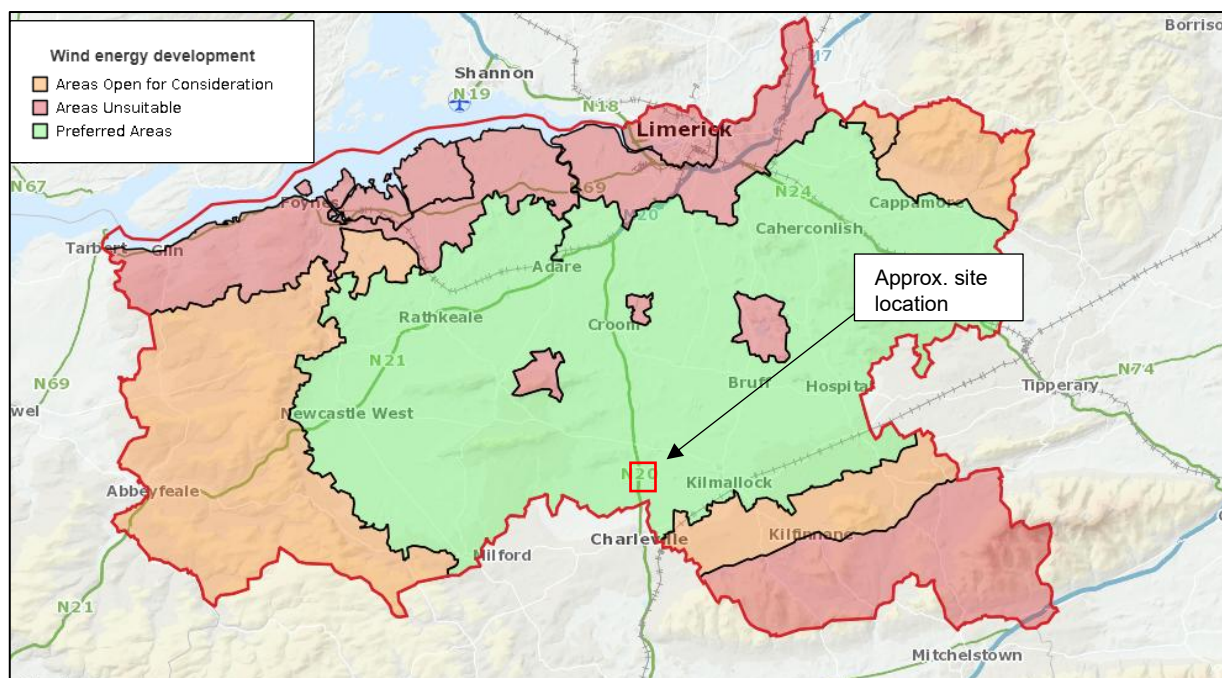 Wind energy development
Areas Open for Consideration
Areas Unsuitable
Preferred Areas
Borriso
M7
Shannon
N19
N18
Limerick
N67
N69
Foynes
N20
N24
Cappamore
Tarbert
Glin
Caherconlish
Adare
Approx. site
location
Rathkeale
Croom
N21
N69
Bruff
Hospital
N74
Tipperary
wel
Newcastle West
N20
Kilmallock
Abbeyfeale
Charleville
Kilfinnane
Milford
N21
Mitchelstown